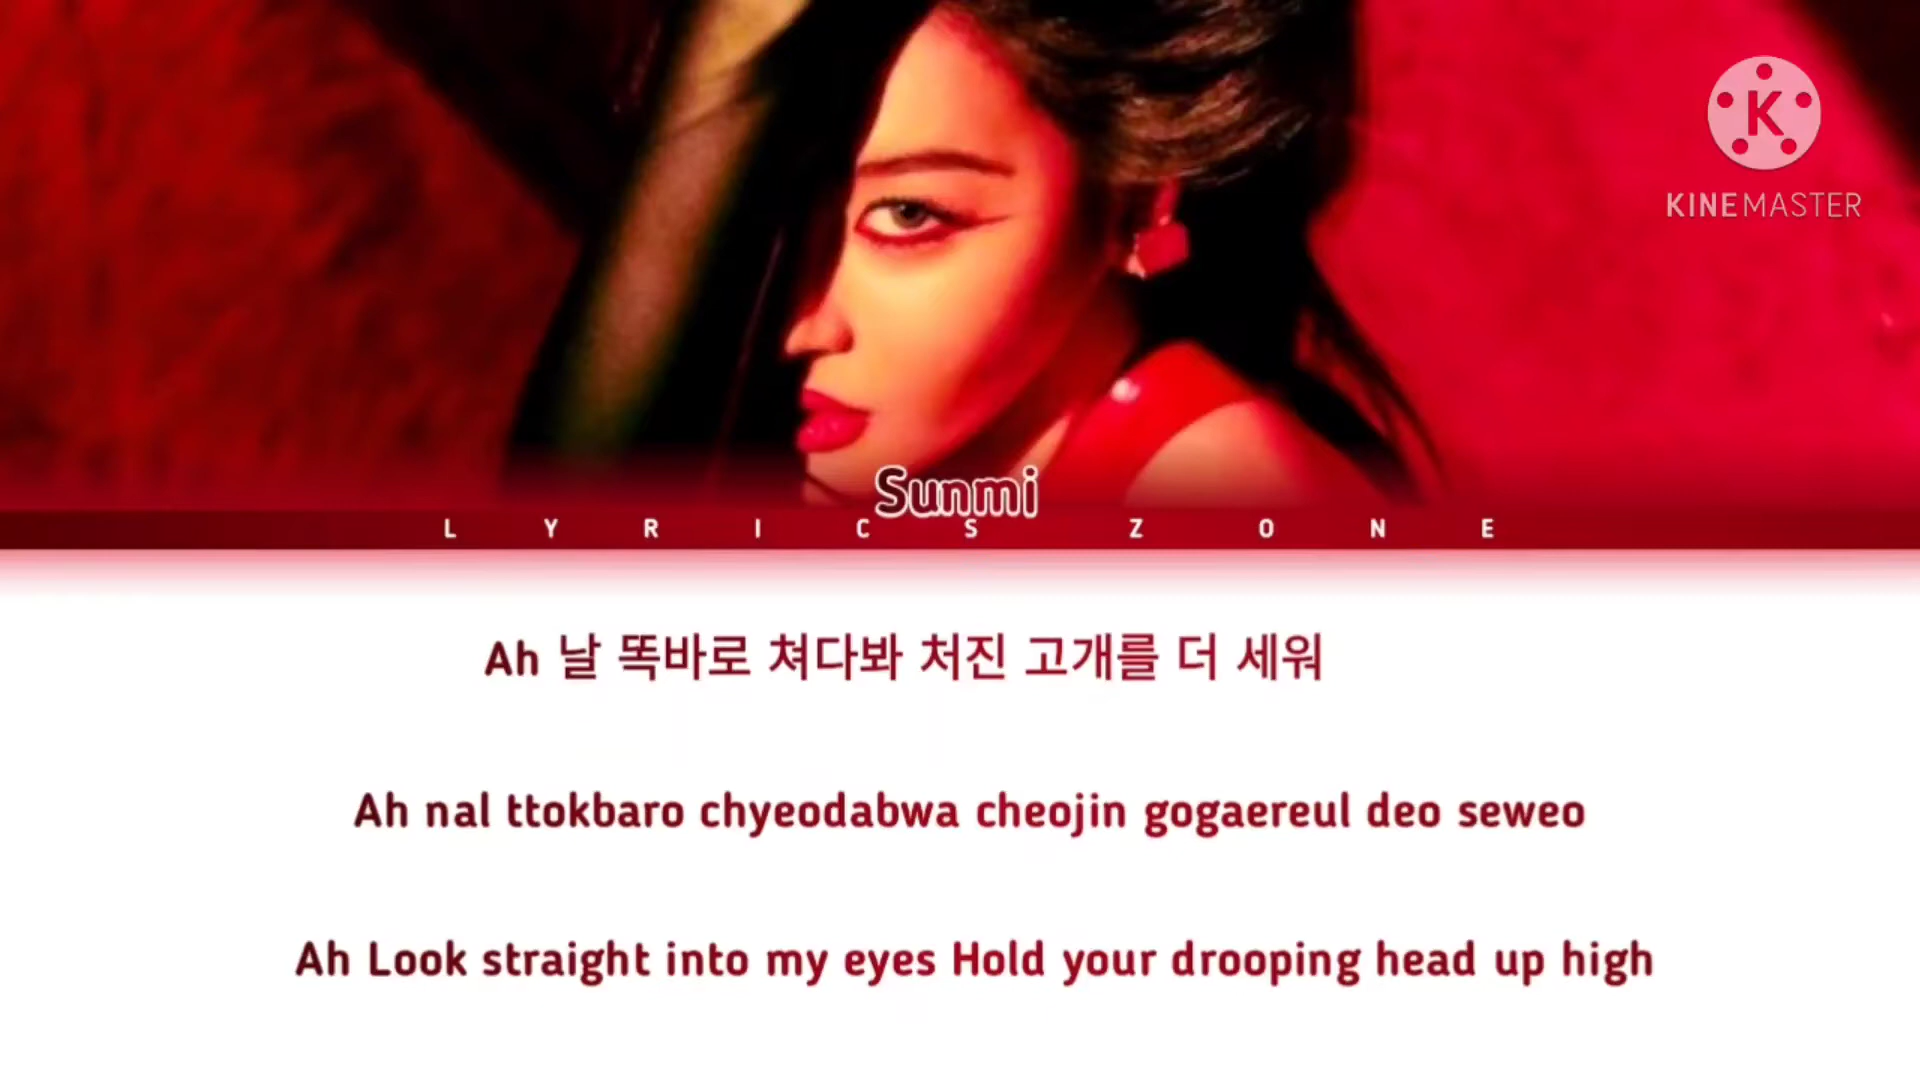 KINEMASTER
Sunmi
LYRICS ZONE
Ah 날 똑바로 쳐다봐 처진 고개를 더 세워
Ah nal ttokbaro chyeodabwa cheojin gogaereul deo seweo
Ah Look straight into my eyes Hold your drooping head up high